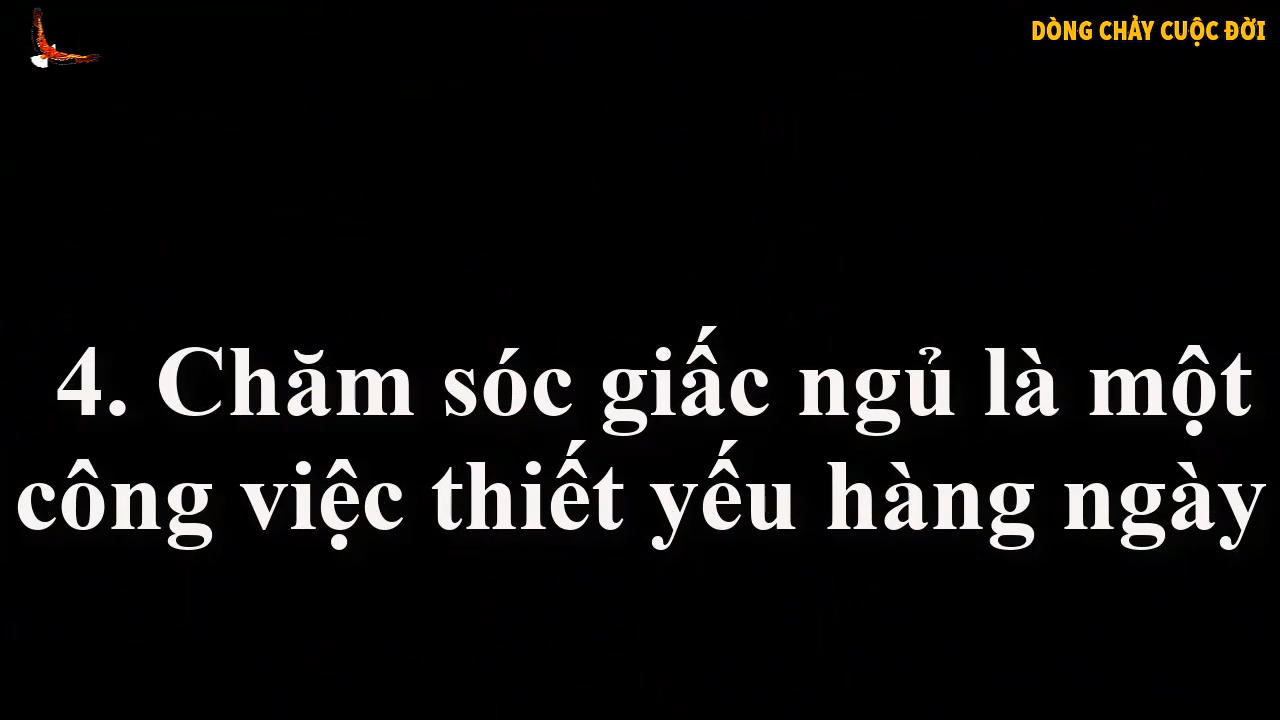 DÒNG CHẢY CUỘC ĐỜI
4. Chăm sóc giấc ngủ là một
công việc thiết yếu hàng ngày